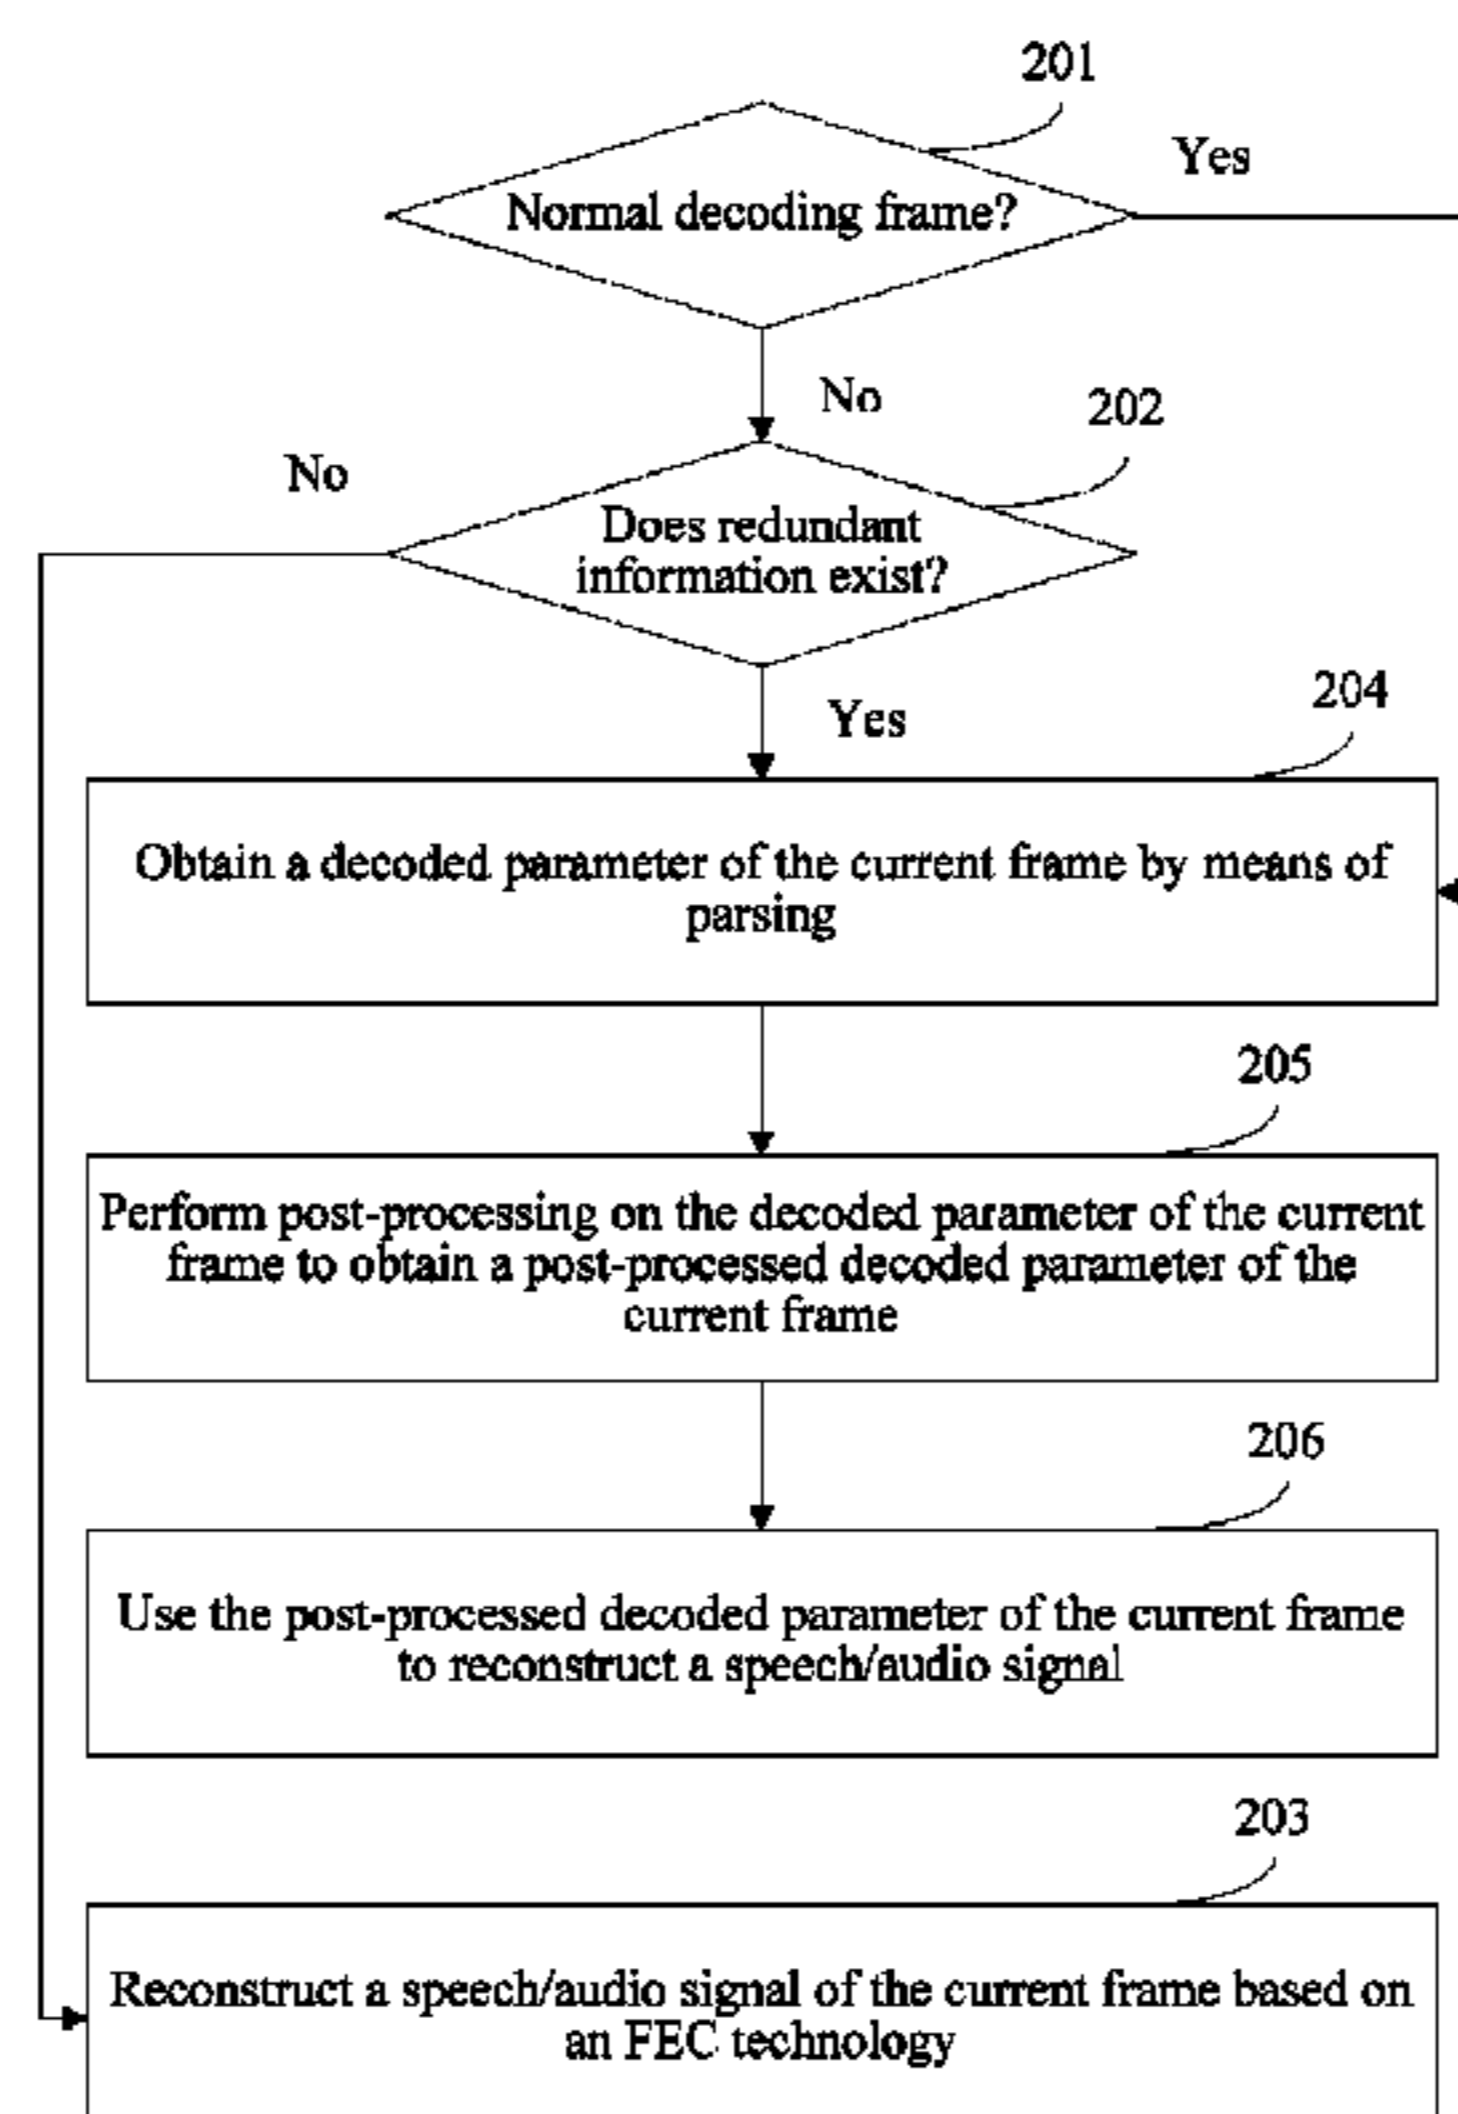 201
Yes
Normal decoding frame?
No
202
No
Does redundant
information exist?
Yes
204
Obtain a decoded parameter of the current frame by means of
parsing
205
Perform post-processing on the decoded parameter of the current
frame to obtain a post-processed decoded parameter of the
current frame
206
Use the post-processed decoded parameter of the current frame
to reconstruct a speech/audio signal
203
Reconstruct a speech/audio signal of the current frame based on
an FEC technology